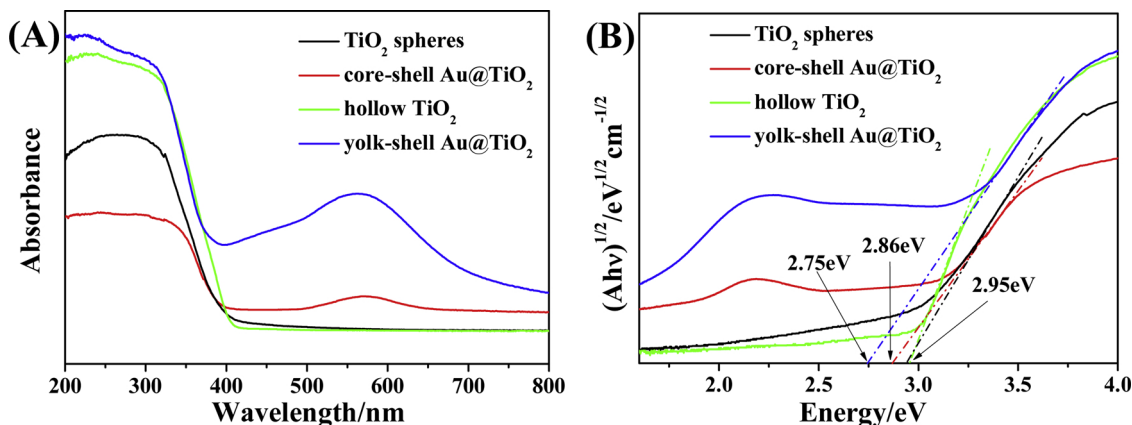 (A)
TiO2 spheres
core-shell Au@TiO2
hollow TiO2
yolk-shell Au@TiO2
Absorbance
200 300 400 500 600 700 800
Wavelength/nm
(B)
TiO2 spheres
core-shell Au@TiO2
hollow TiO2
yolk-shell Au@TiO2
(Ahν)1/2/eV1/2cm-1/2
2.75eV
2.86eV
2.95eV
2.0 2.5 3.0 3.5 4.0
Energy/eV